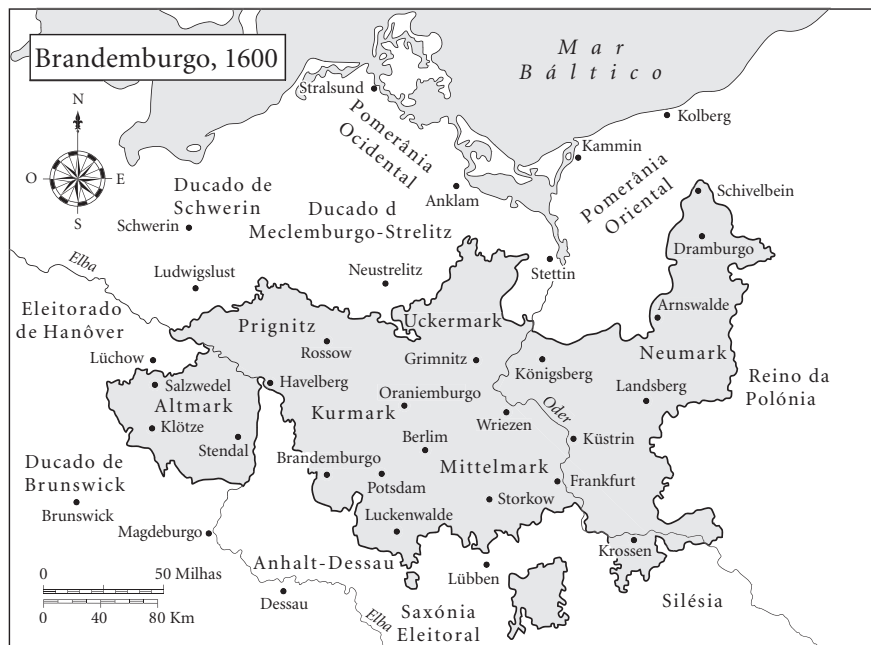 Brandemburgo, 1600
Mar
Báltico
N
O
E
S
Stralsund
Pomerânia
Ocidental
Kolberg
Kammin
Pomerânia
Oriental
Anklam
Schivelbein
Ducado de
Schwerin
Schwerin
Ducado d
Meclemburgo-Strelitz
Dramburgo
Elba
Ludwigslust
Neustrelitz
Stettin
Eleitorado
de Hanôver
Prignitz
Uckermark
Arnswalde
Neumark
Rossow
Lüchow
Grimnitz
Königsberg
Reino da
Polónia
Salzwedel
Havelberg
Landsberg
Altmark
Oraniemburgo
Oder
Kurmark
Wriezen
Klötze
Stendal
Berlim
Küstrin
Ducado de
Brunswick
Brandemburgo
Mittelmark
Potsdam
Frankfurt
Brunswick
Storkow
Magdeburgo
Luckenwalde
Krossen
Anhalt-Dessau
Lübben
0 50 Milhas
0 40 80 Km
Dessau
Elba
Saxónia
Eleitoral
Silésia